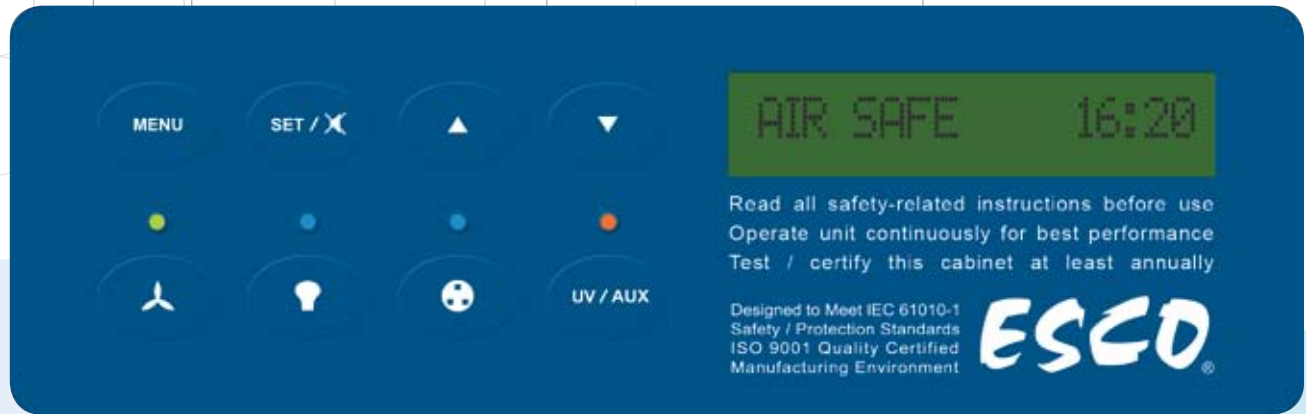 MENU
SET /
UV / AUX
AIR SAFE 16:20
Read all safety-related instructions before use
Operate unit continuously for best performance
Test / certify this cabinet at least annually
Designed to Meet IEC 61010-1
Safety / Protection Standards
ISO 9001 Quality Certified
Manufacturing Environment
ESCO®